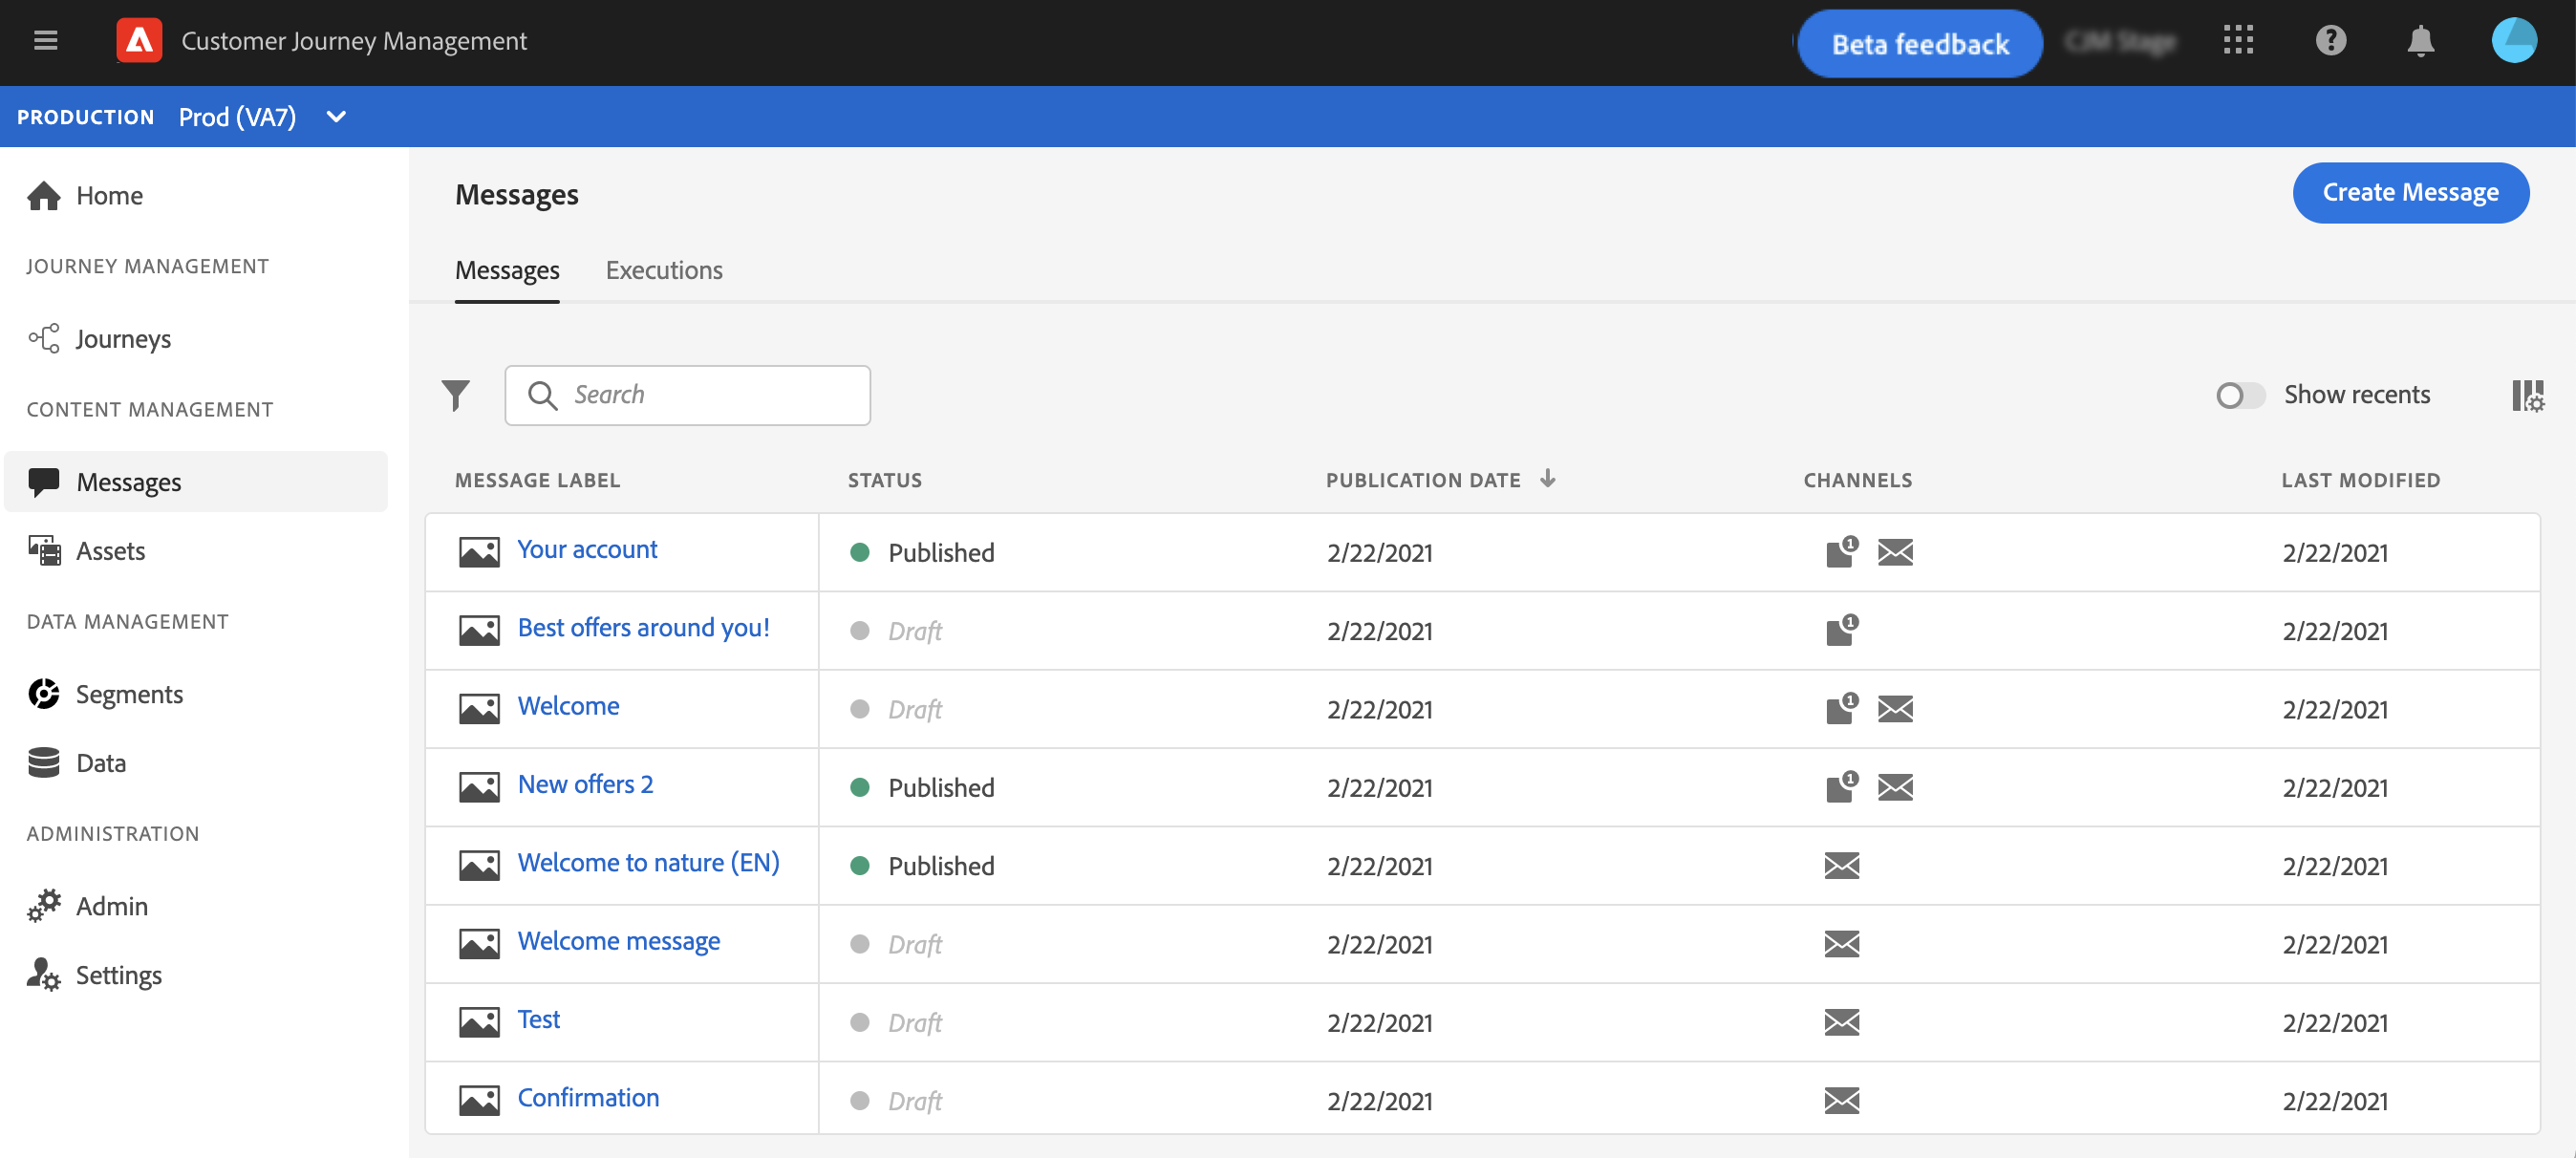 Customer Journey Management
Beta feedback
PRODUCTION Prod (VA7)
Home
JOURNEY MANAGEMENT
Journeys
CONTENT MANAGEMENT
Messages
Assets
DATA MANAGEMENT
Segments
Data
ADMINISTRATION
Admin
Settings
Messages
Create Message
Messages Executions
Search
Show recents
MESSAGE LABEL STATUS PUBLICATION DATE CHANNELS LAST MODIFIED
Your account Published 2/22/2021 1 2/22/2021
Best offers around you! Draft 2/22/2021 1 2/22/2021
Welcome Draft 2/22/2021 1 2/22/2021
New offers 2 Published 2/22/2021 1 2/22/2021
Welcome to nature (EN) Published 2/22/2021 2/22/2021
Welcome message Draft 2/22/2021 2/22/2021
Test Draft 2/22/2021 2/22/2021
Confirmation Draft 2/22/2021 2/22/2021